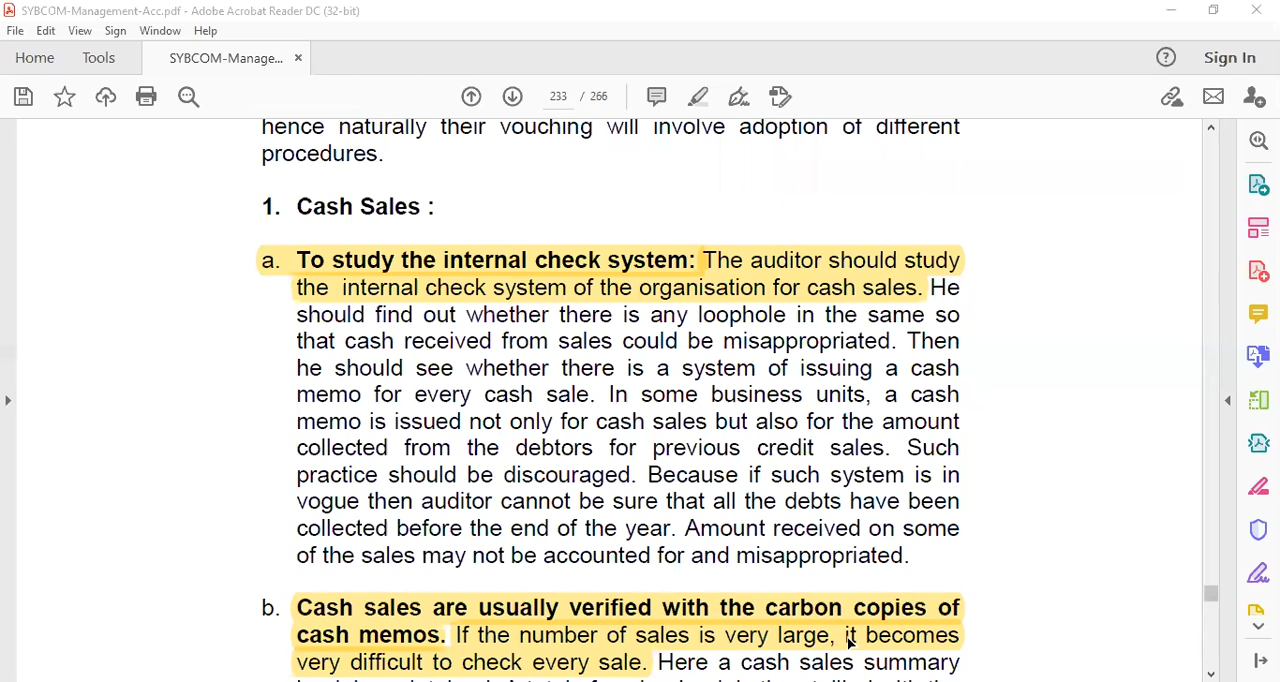 SYBCOM-Management-Acc.pdf - Adobe Acrobat Reader DC (32-bit)
File Edit View Sign Window Help
Home Tools SYBCOM-Manage... × Sign In
233 / 266
hence naturally their vouching will involve adoption of different
procedures.
1. Cash Sales :
a. To study the internal check system: The auditor should study
the internal check system of the organisation for cash sales. He
should find out whether there is any loophole in the same so
that cash received from sales could be misappropriated. Then
he should see whether there is a system of issuing a cash
memo for every cash sale. In some business units, a cash
memo is issued not only for cash sales but also for the amount
collected from the debtors for previous credit sales. Such
practice should be discouraged. Because if such system is in
vogue then auditor cannot be sure that all the debts have been
collected before the end of the year. Amount received on some
of the sales may not be accounted for and misappropriated.
b. Cash sales are usually verified with the carbon copies of
cash memos. If the number of sales is very large, it becomes
very difficult to check every sale. Here a cash sales summary